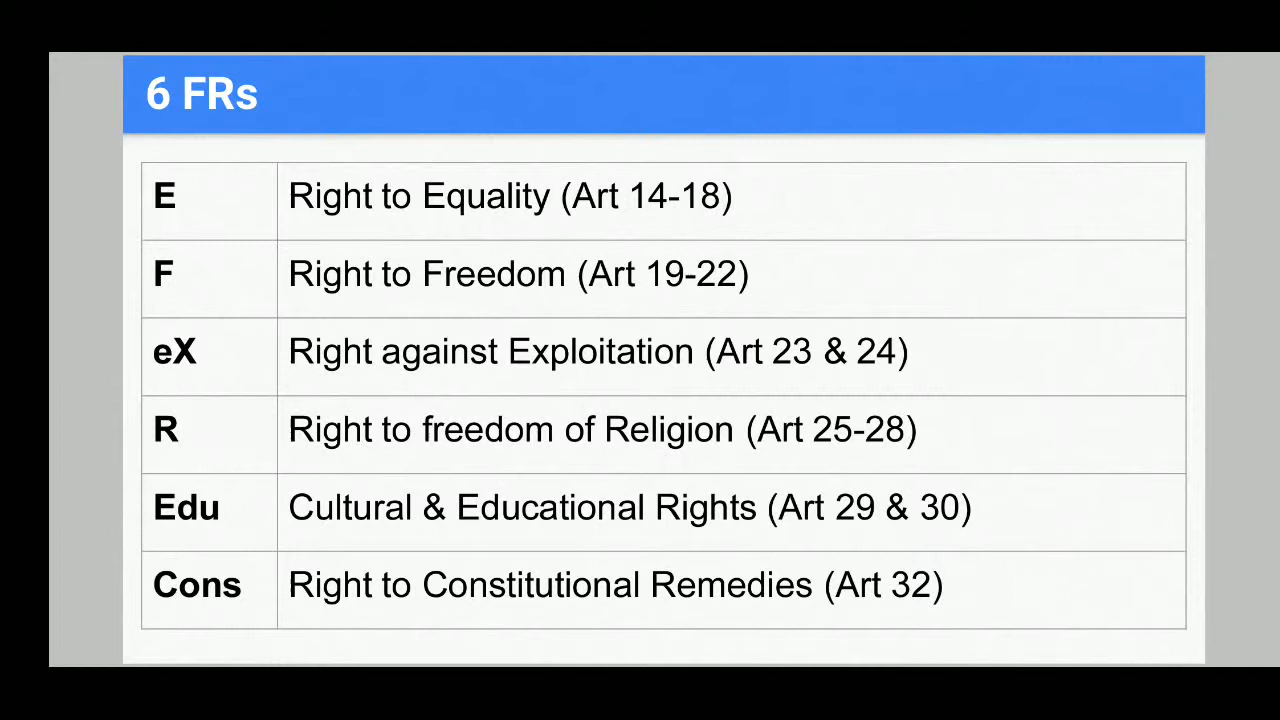 6 FRs
E Right to Equality (Art 14-18)
F Right to Freedom (Art 19-22)
eX Right against Exploitation (Art 23 & 24)
R Right to freedom of Religion (Art 25-28)
Edu Cultural & Educational Rights (Art 29 & 30)
Cons Right to Constitutional Remedies (Art 32)